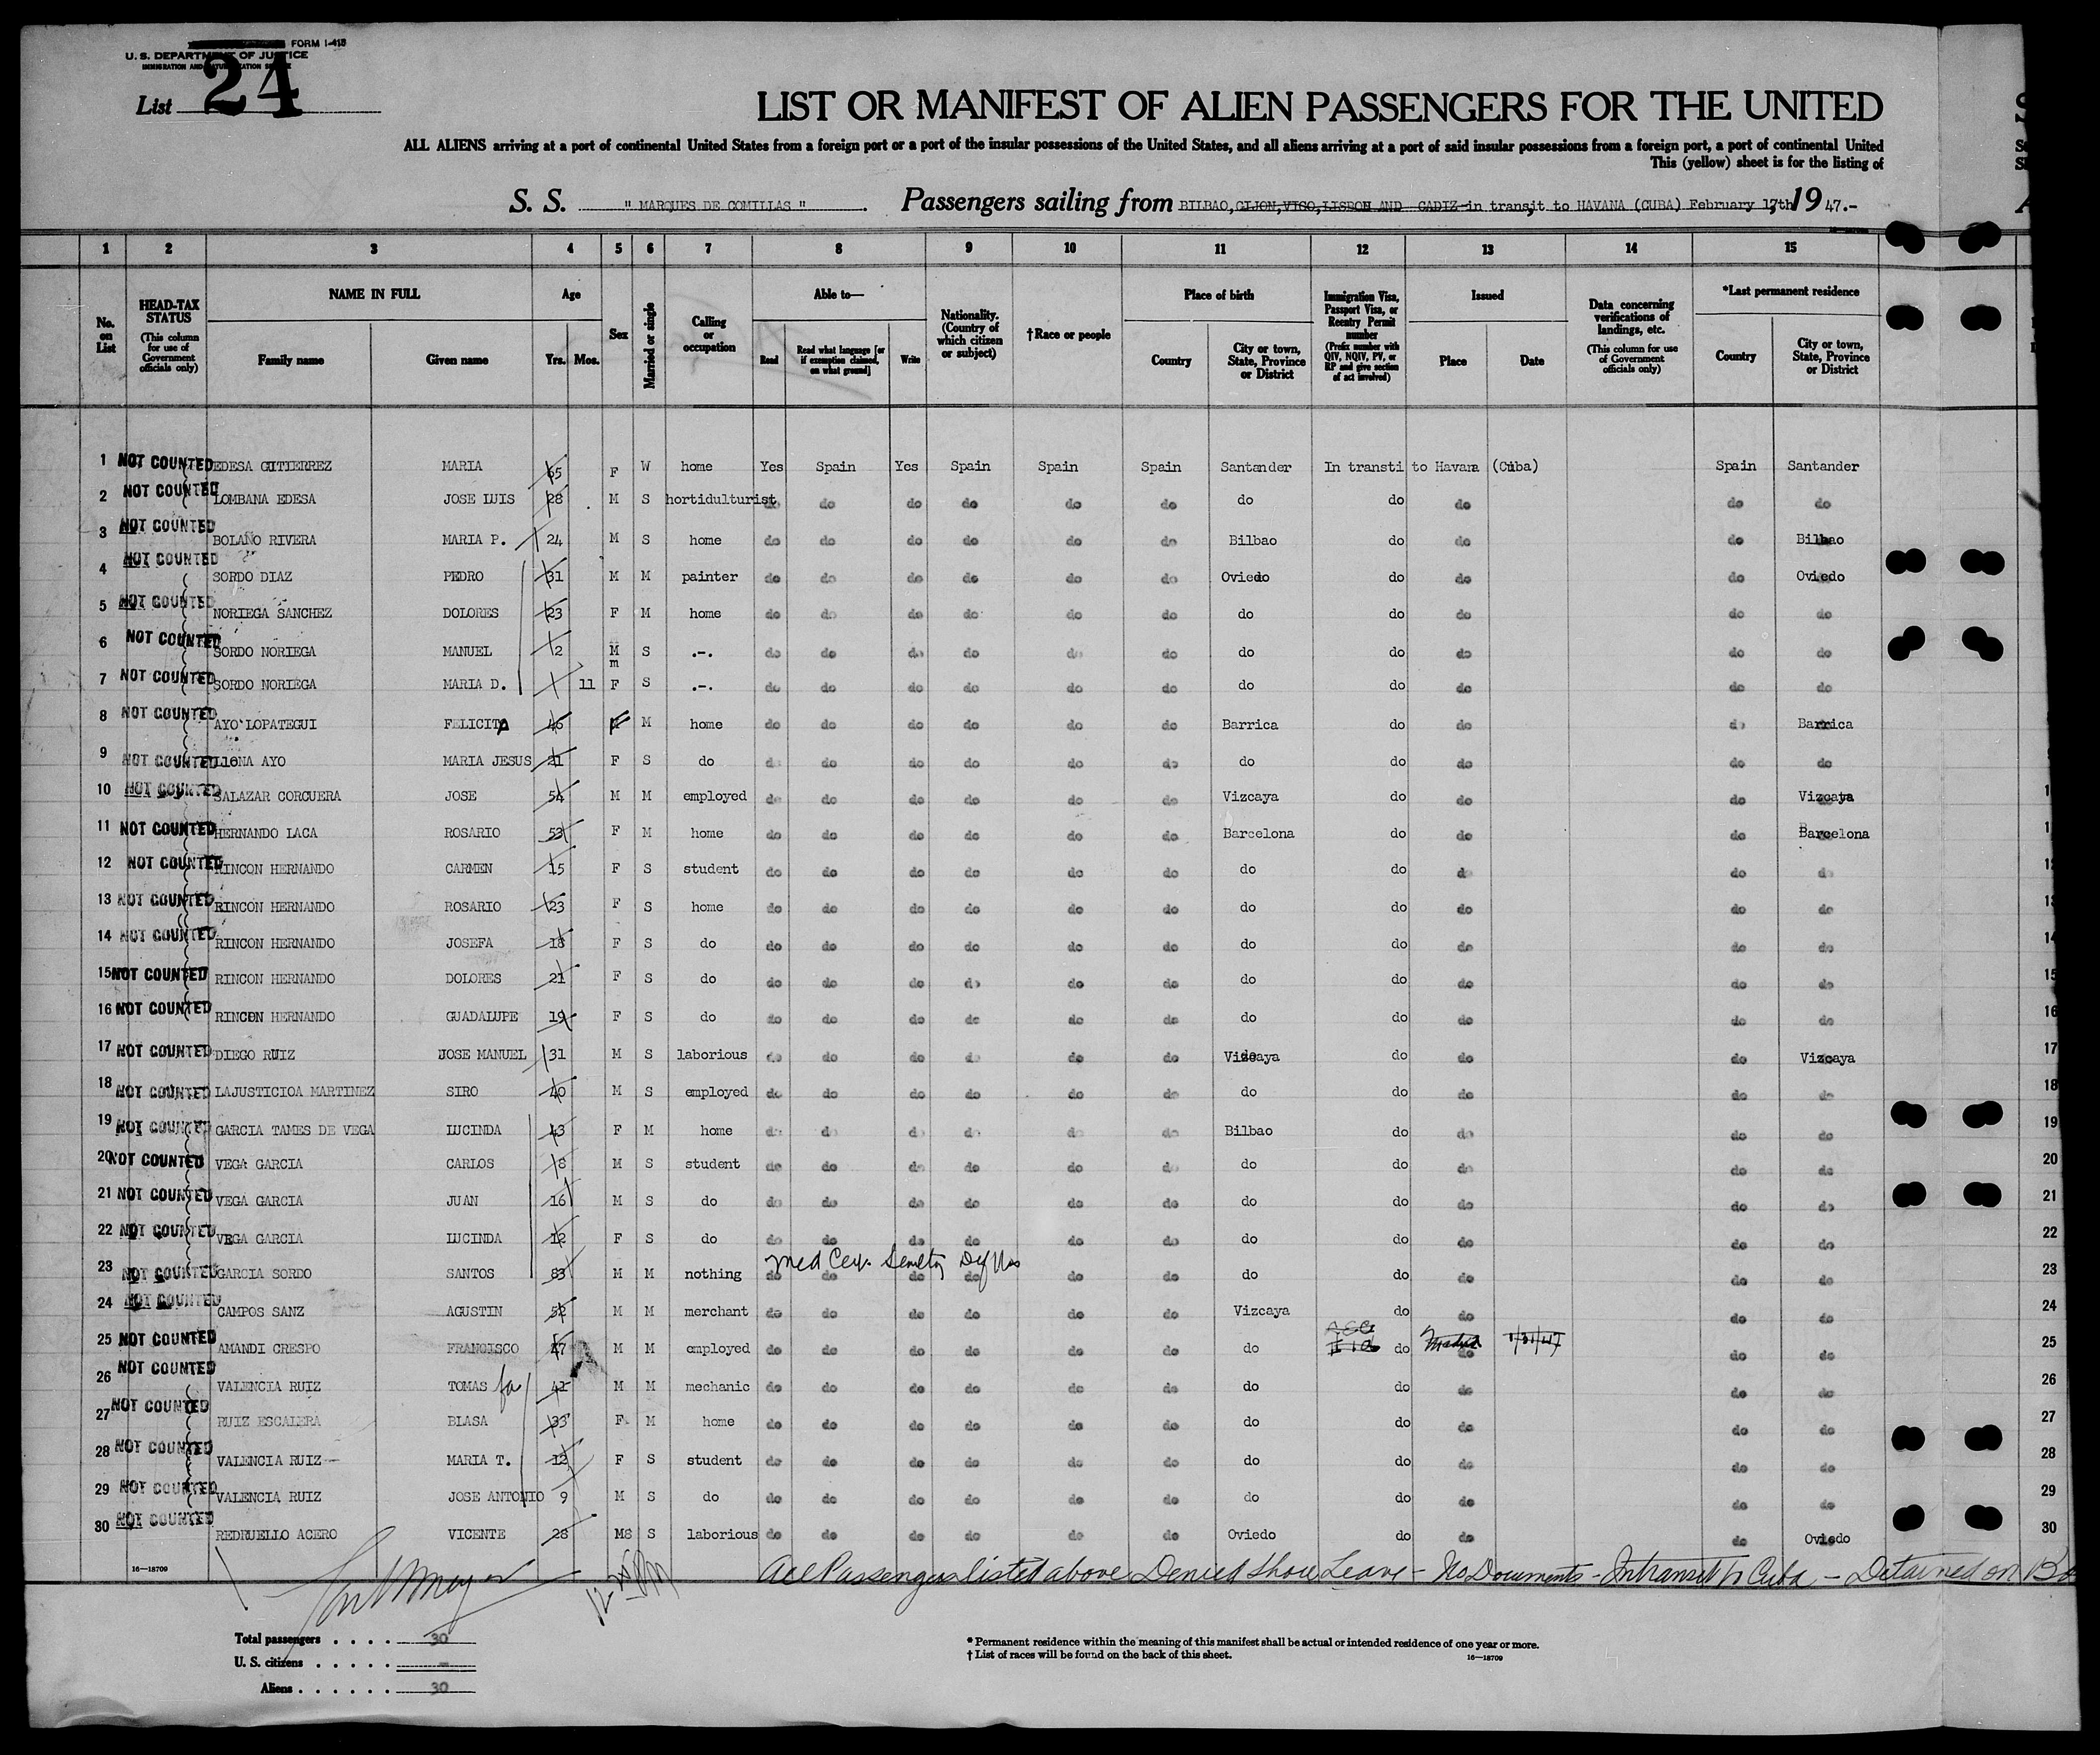 FORM I-418
U. S. DEPARTMENT OF JUSTICE
IMMIGRATION AND NATURALIZATION SERVICE
List 24
LIST OR MANIFEST OF ALIEN PASSENGERS FOR THE UNITED
ALL ALIENS arriving at a port of continental United States from a foreign port or a port of the insular possessions of the United States, and all aliens arriving at a port of said insular possessions from a foreign port, a port of continental United
This (yellow) sheet is for the listing of
S. S. " MARQUES DE COMILLAS " Passengers sailing from BILBAO, GIJON, VIGO, LISBON AND CADIZ in transit to HAVANA (CUBA) February 17th 1947.-
1 2 3 4 5 6 7 8 9 10 11 12 13 14 15
No. on List
HEAD-TAX STATUS (This column for use of Government officials only)
NAME IN FULL Family name Given name
Age Yrs. Mos.
Sex
Married or single
Calling or occupation
Able to— Read Read what language [or if exemption claimed, on what ground] Write
Nationality. (Country of which citizen or subject)
† Race or people
Place of birth Country City or town, State, Province or District
Immigration Visa, Passport Visa, or Reentry Permit number (Prefix number with QIV, NQIV, PV, or RP and give section of act involved)
Issued Place Date
Data concerning verifications of landings, etc. (This column for use of Government officials only)
*Last permanent residence Country City or town, State, Province or District
1 NOT COUNTED EDESA GUTIERREZ MARIA 65 F W home Yes Spain Yes Spain Spain Spain Santander In transti to Havana (Cuba) Spain Santander
2 NOT COUNTED LOMBANA EDESA JOSE LUIS 28 M S hortidulturist do do do do do do do do do do do
3 NOT COUNTED BOLAÑO RIVERA MARIA P. 24 M S home do do do do do do Bilbao do do do Bilbao
4 NOT COUNTED SORDO DIAZ PEDRO 31 M M painter do do do do do do Oviedo do do do Oviedo
5 NOT COUNTED NORIEGA SANCHEZ DOLORES 23 F M home do do do do do do do do do do do
6 NOT COUNTED SORDO NORIEGA MANUEL 2 M m S .-. do do do do do do do do do do do
7 NOT COUNTED SORDO NORIEGA MARIA D. 11 F S .-. do do do do do do do do do do do
8 NOT COUNTED AYO LOPATEGUI FELICITA 46 F M home do do do do do do Barrica do do do Barrica
9 NOT COUNTED LLONA AYO MARIA JESUS 21 F S do do do do do do do do do do do do
10 NOT COUNTED SALAZAR CORCUERA JOSE 54 M M employed do do do do do do Vizcaya do do do Vizcaya
11 NOT COUNTED HERNANDO LACA ROSARIO 53 F M home do do do do do do Barcelona do do do Barcelona
12 NOT COUNTED RINCON HERNANDO CARMEN 15 F S student do do do do do do do do do do do
13 NOT COUNTED RINCON HERNANDO ROSARIO 23 F S home do do do do do do do do do do do
14 NOT COUNTED RINCON HERNANDO JOSEFA 18 F S do do do do do do do do do do do do
15 NOT COUNTED RINCON HERNANDO DOLORES 21 F S do do do do do do do do do do do do
16 NOT COUNTED RINCON HERNANDO GUADALUPE 19 F S do do do do do do do do do do do do
17 NOT COUNTED DIEGO RUIZ JOSE MANUEL 31 M S laborious do do do do do do Vizcaya do do do Vizcaya
18 NOT COUNTED LAJUSTICIOA MARTINEZ SIRO 40 M S employed do do do do do do do do do do do
19 NOT COUNTED GARCIA TAMES DE VEGA LUCINDA 43 F M home do do do do do do Bilbao do do do do
20 NOT COUNTED VEGA GARCIA CARLOS 18 M S student do do do do do do do do do do do
21 NOT COUNTED VEGA GARCIA JUAN 16 M S do do do do do do do do do do do do
22 NOT COUNTED VEGA GARCIA LUCINDA 12 F S do do do do do do do do do do do do
Med Cer. Senility
23 NOT COUNTED GARCIA SORDO SANTOS 83 M M nothing do do do do do do do do do do do
24 NOT COUNTED CAMPOS SANZ AGUSTIN 52 M M merchant do do do do do do Vizcaya do do do do
25 NOT COUNTED AMANDI CRESPO FRANCISCO 47 M M employed do do do do do do do do Madrid do 1/31/47 do do
26 NOT COUNTED VALENCIA RUIZ TOMAS fa 41 M M mechanic do do do do do do do do do do do
27 NOT COUNTED RUIZ ESCALERA BLASA 33 F M home do do do do do do do do do do do
28 NOT COUNTED VALENCIA RUIZ MARIA T. 12 F S student do do do do do do do do do do do
29 NOT COUNTED VALENCIA RUIZ JOSE ANTONIO 9 M S do do do do do do do do do do do do
30 NOT COUNTED REDRUELLO ACERO VICENTE 28 MS S laborious do do do do do do Oviedo do do do Oviedo
16—18709
All Passengers listed above Denied Shore Leave - No Documents - Intransit to Cuba - Detained on
Total passengers . . . . 30
U. S. citizens . . . . . -
Aliens . . . . . . 30
* Permanent residence within the meaning of this manifest shall be actual or intended residence of one year or more.
† List of races will be found on the back of this sheet.
16—18709